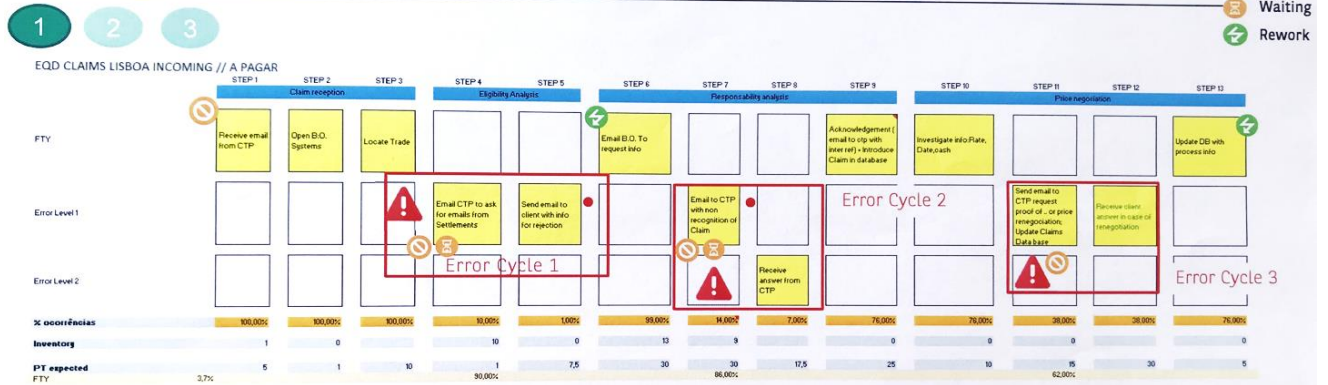 Waiting
Rework
1 2 3
EQD CLAIMS LISBOA INCOMING // A PAGAR
STEP 1 STEP 2 STEP 3 STEP 4 STEP 5 STEP 6 STEP 7 STEP 8 STEP 9 STEP 10 STEP 11 STEP 12 STEP 13
Claim reception Eligibility Analysis Responsability analysis Price negociation
FTY
Receive email
from CTP
Open B.O.
Systems
Locate Trade
Email B.O. To
request info
Acknowledgement (
email to ctp with
inter ref) + Introduce
Claim in database
Investigate info:Rate,
Date,cash
Update DB with
process info
Error Level 1
Email CTP to ask
for emails from
Settlements
Send email to
client with info
for rejection
Email to CTP
with non
recognition of
Claim
Error Cycle 2
Send email to
CTP request
proof of .. or price
renegociation;
Update Claims
Data base
Receive client
answer in case of
renegotiation
Error Cycle 1
Error Level 2
Receive
answer from
CTP
Error Cycle 3
% ocorrências 100,00% 100,00% 100,00% 10,00% 1,00% 99,00% 14,00% 7,00% 76,00% 76,00% 38,00% 38,00% 76,00%
Inventory 1 0 10 0 13 9 0 0 0 0 0
PT expected 5 1 10 1 7,5 30 30 17,5 25 10 15 30 5
FTY 3,7% 90,00% 86,00% 62,00%